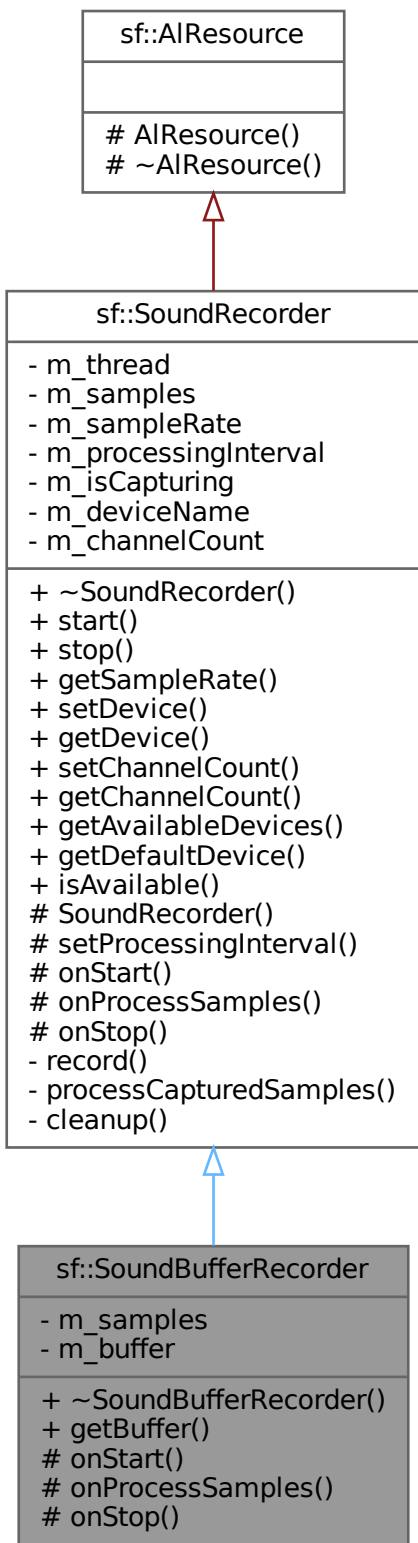 sf::AlResource
# AlResource()
# ~AlResource()
sf::SoundRecorder
- m_thread
- m_samples
- m_sampleRate
- m_processingInterval
- m_isCapturing
- m_deviceName
- m_channelCount
+ ~SoundRecorder()
+ start()
+ stop()
+ getSampleRate()
+ setDevice()
+ getDevice()
+ setChannelCount()
+ getChannelCount()
+ getAvailableDevices()
+ getDefaultDevice()
+ isAvailable()
# SoundRecorder()
# setProcessingInterval()
# onStart()
# onProcessSamples()
# onStop()
- record()
- processCapturedSamples()
- cleanup()
sf::SoundBufferRecorder
- m_samples
- m_buffer
+ ~SoundBufferRecorder()
+ getBuffer()
# onStart()
# onProcessSamples()
# onStop()